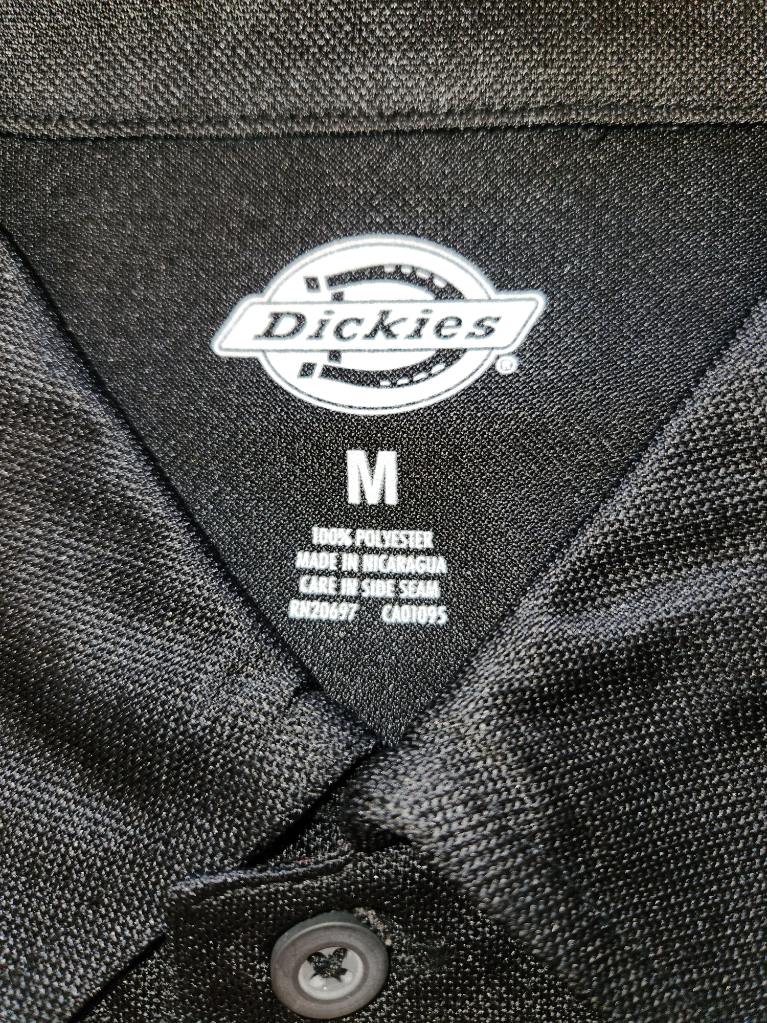 Dickies
®
M
100% POLYESTER
MADE IN NICARAGUA
CARE IN SIDE SEAM
RN20697 CA01095